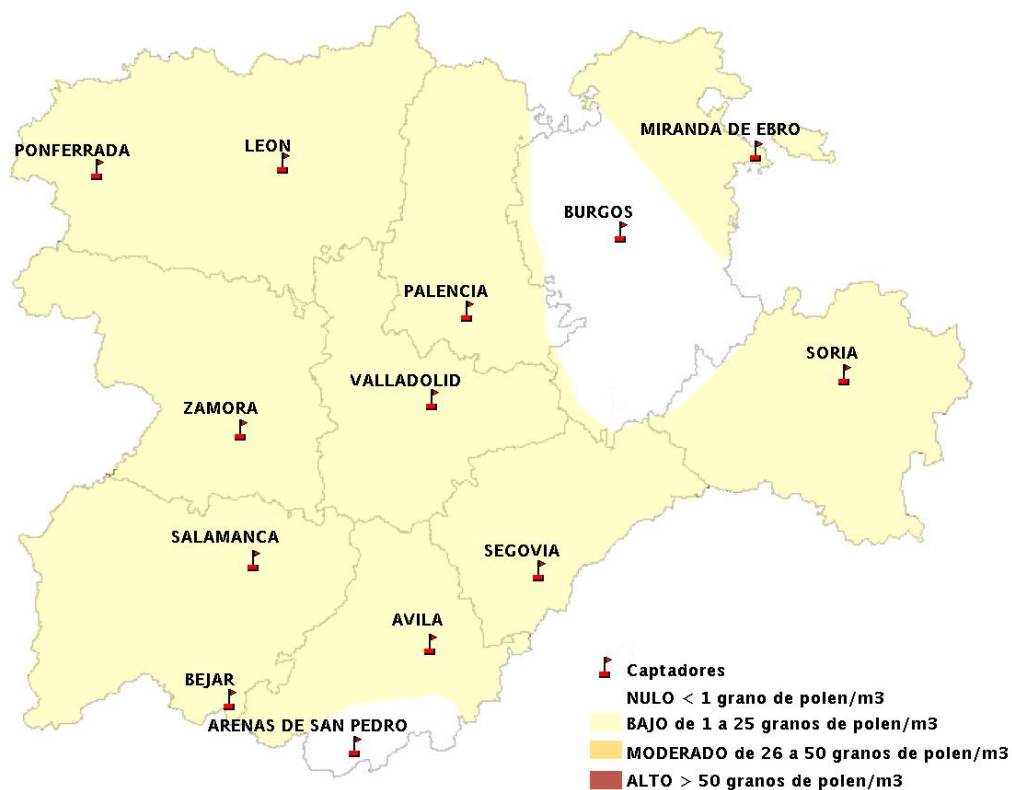 MIRANDA DE EBRO
PONFERRADA
LEON
BURGOS
PALENCIA
SORIA
VALLADOLID
ZAMORA
SALAMANCA
SEGOVIA
AVILA
BEJAR
ARENAS DE SAN PEDRO
Captadores
NULO < 1 grano de polen/m3
BAJO de 1 a 25 granos de polen/m3
MODERADO de 26 a 50 granos de polen/m3
ALTO > 50 granos de polen/m3